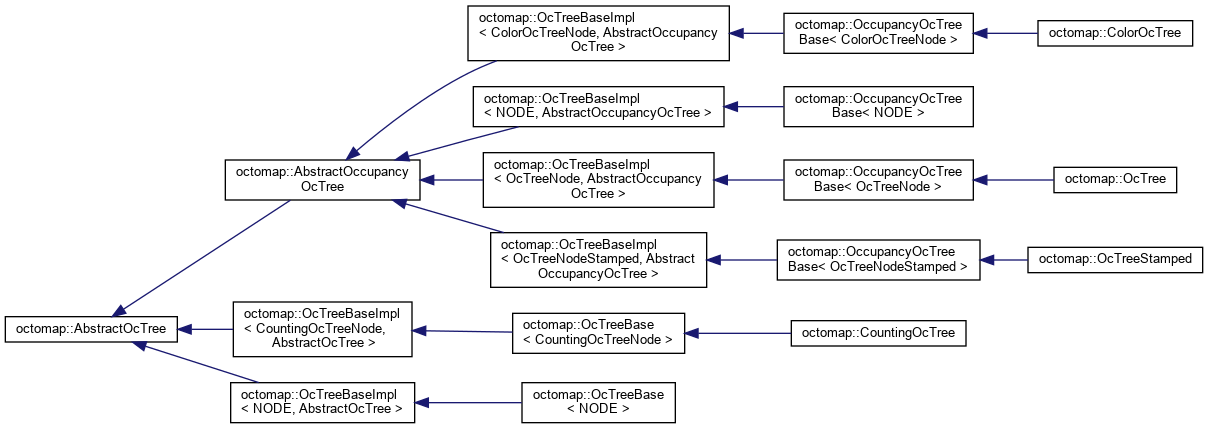 octomap::OcTreeBaseImpl
< ColorOcTreeNode, AbstractOccupancy
OcTree >
octomap::OccupancyOcTree
Base< ColorOcTreeNode >
octomap::ColorOcTree
octomap::OcTreeBaseImpl
< NODE, AbstractOccupancyOcTree >
octomap::OccupancyOcTree
Base< NODE >
octomap::AbstractOccupancy
OcTree
octomap::OcTreeBaseImpl
< OcTreeNode, AbstractOccupancy
OcTree >
octomap::OccupancyOcTree
Base< OcTreeNode >
octomap::OcTree
octomap::OcTreeBaseImpl
< OcTreeNodeStamped, Abstract
OccupancyOcTree >
octomap::OccupancyOcTree
Base< OcTreeNodeStamped >
octomap::OcTreeStamped
octomap::AbstractOcTree
octomap::OcTreeBaseImpl
< CountingOcTreeNode,
AbstractOcTree >
octomap::OcTreeBase
< CountingOcTreeNode >
octomap::CountingOcTree
octomap::OcTreeBaseImpl
< NODE, AbstractOcTree >
octomap::OcTreeBase
< NODE >